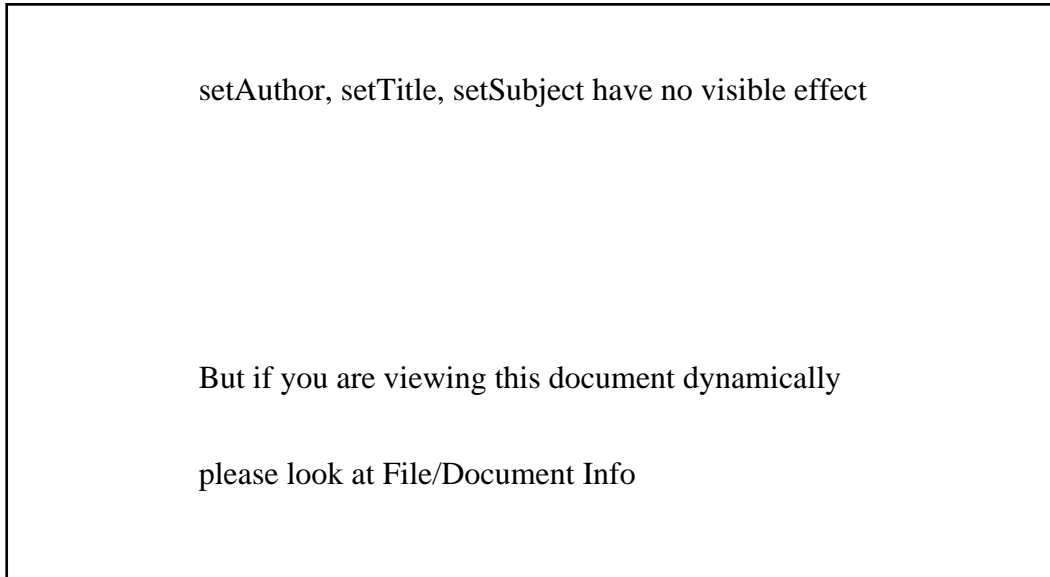 setAuthor, setTitle, setSubject have no visible effect
But if you are viewing this document dynamically
please look at File/Document Info